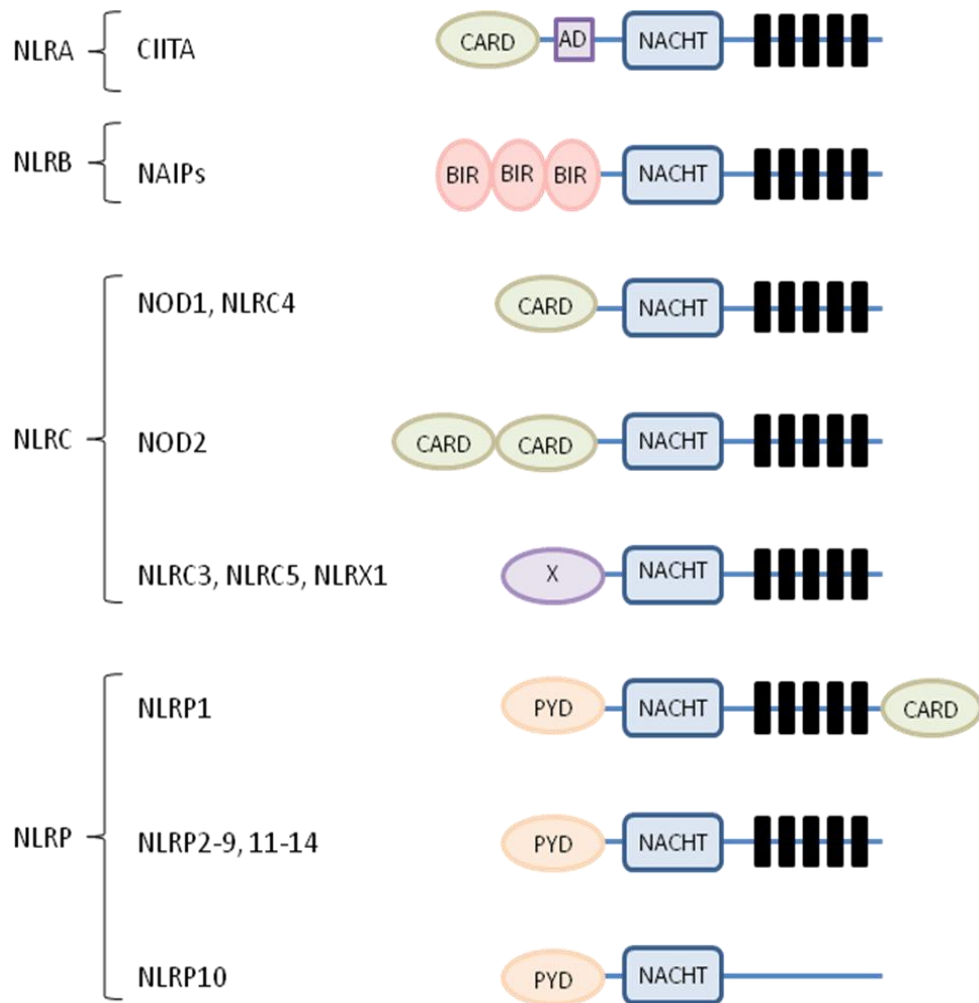 NLRA CIITA CARD AD NACHT
NLRB NAIPs BIR BIR BIR NACHT
NOD1, NLRC4 CARD NACHT
NLRC NOD2 CARD CARD NACHT
NLRC3, NLRC5, NLRX1 X NACHT
NLRP1 PYD NACHT CARD
NLRP NLRP2-9, 11-14 PYD NACHT
NLRP10 PYD NACHT